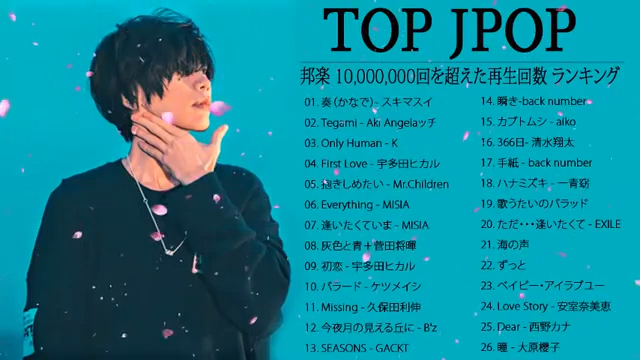 TOP JPOP
邦楽 10,000,000回を超えた再生回数 ランキング
01. 奏(かなで) - スキマスイ
02. Tegami - Aki Angelaッチ
03. Only Human - K
04. First Love - 宇多田ヒカル
05. 抱きしめたい - Mr.Children
06. Everything - MISIA
07. 逢いたくていま - MISIA
08. 灰色と青+菅田将暉
09. 初恋 - 宇多田ヒカル
10. バラード - ケツメイシ
11. Missing - 久保田利伸
12. 今夜月の見える丘に - B'z
13. SEASONS - GACKT
14. 瞬き-back number
15. カブトムシ - aiko
16. 366日- 清水翔太
17. 手紙 - back number
18. ハナミズキ - 一青窈
19. 歌うたいのバラッド
20. ただ・・・逢いたくて - EXILE
21. 海の声
22. ずっと
23. ベイビー・アイラブユー
24. Love Story - 安室奈美恵
25. Dear - 西野カナ
26. 瞳 - 大原櫻子